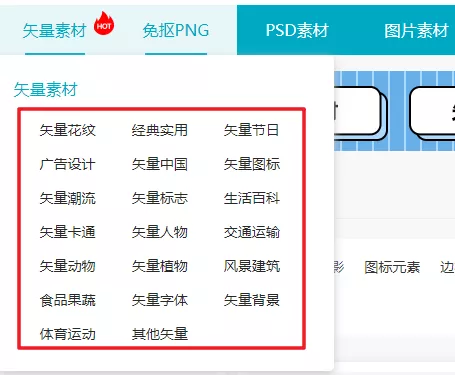 矢量素材 HOT 免抠PNG PSD素材 图片素材
矢量素材
矢量花纹 经典实用 矢量节日
广告设计 矢量中国 矢量图标
矢量潮流 矢量标志 生活百科
矢量卡通 矢量人物 交通运输
矢量动物 矢量植物 风景建筑 影 图标元素 边
食品果蔬 矢量字体 矢量背景
体育运动 其他矢量